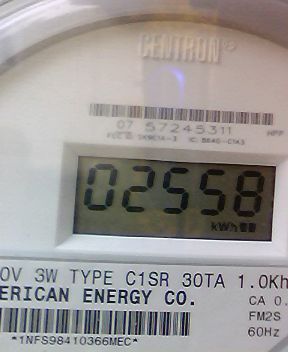 CENTRON®
07 57245311
HPP
02558
kWh
0V 3W TYPE C1SR 30TA 1.0Kh
ERICAN ENERGY CO.
CA 0.
FM2S
60Hz
*1NFS98410366MEC*